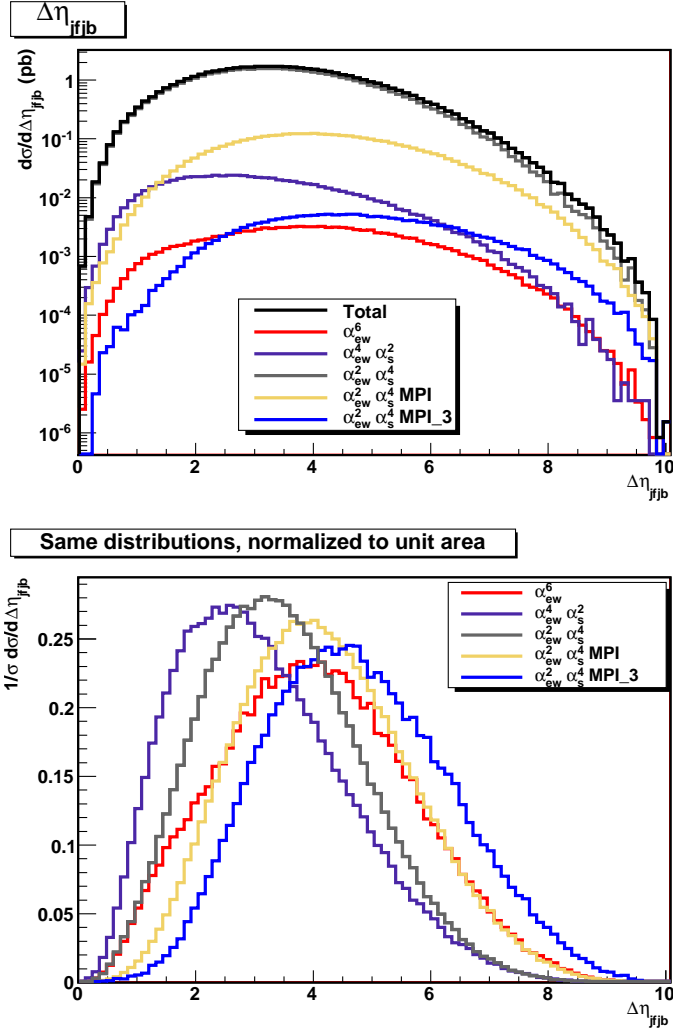 Δη_jfjb
dσ/dΔη_jfjb (pb)
1
10^-1
10^-2
10^-3
10^-4
10^-5
10^-6
Total
α_ew^6
α_ew^4 α_s^2
α_ew^2 α_s^4
α_ew^2 α_s^4 MPI
α_ew^2 α_s^4 MPI_3
0 2 4 6 8 10
Δη_jfjb
Same distributions, normalized to unit area
1/σ dσ/dΔη_jfjb
0.25
0.2
0.15
0.1
0.05
0
α_ew^6
α_ew^4 α_s^2
α_ew^2 α_s^4
α_ew^2 α_s^4 MPI
α_ew^2 α_s^4 MPI_3
0 2 4 6 8 10
Δη_jfjb